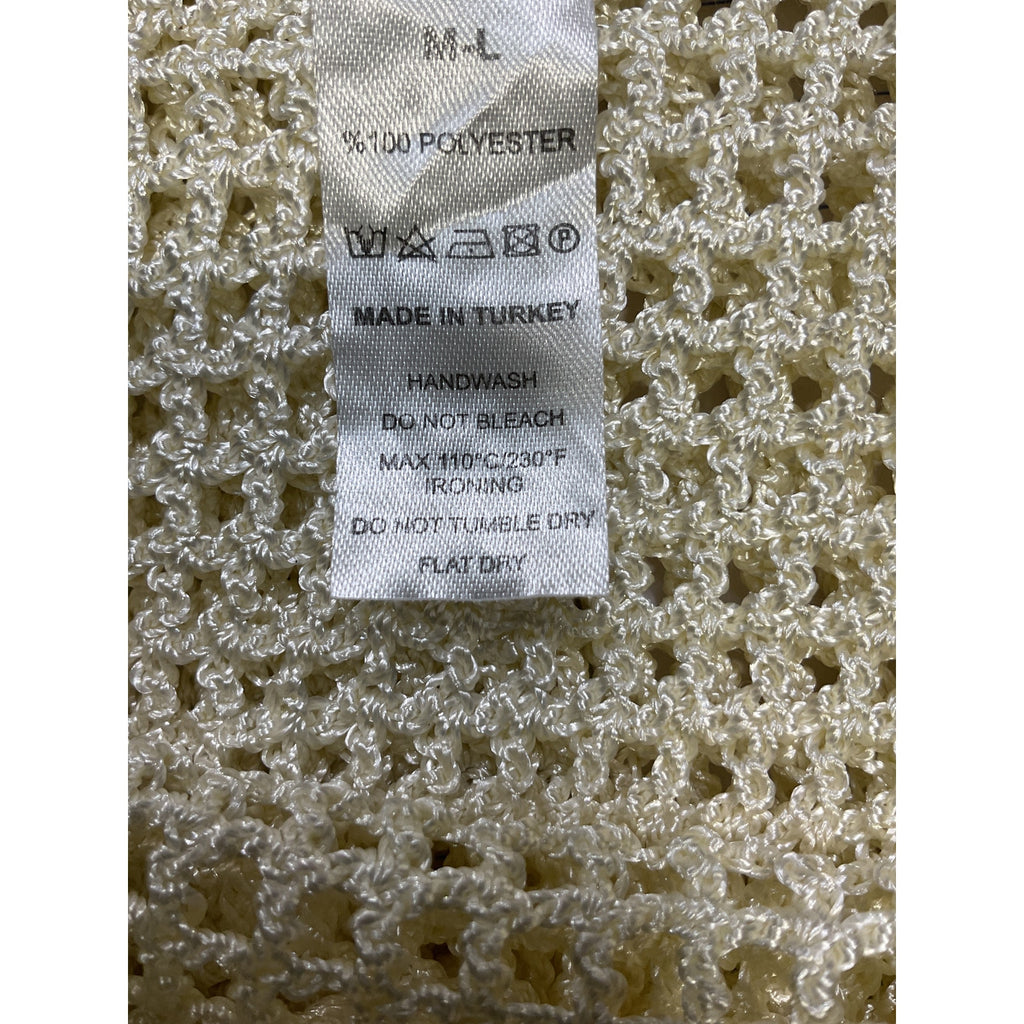 M-L
%100 POLYESTER
P
MADE IN TURKEY
HANDWASH
DO NOT BLEACH
MAX 110°C/230°F
IRONING
DO NOT TUMBLE DRY
FLAT DRY